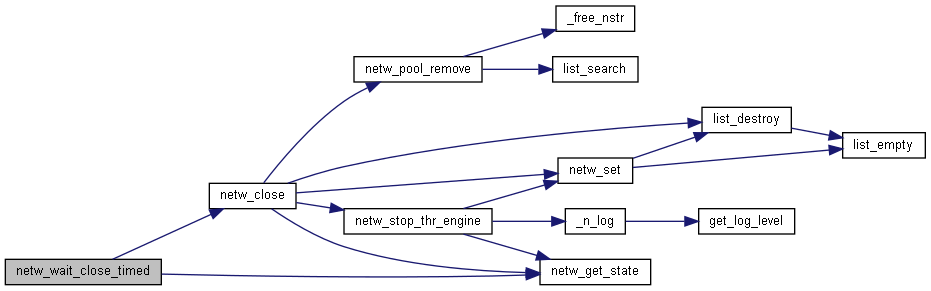 _free_nstr
netw_pool_remove
list_search
list_destroy
list_empty
netw_set
netw_close
netw_stop_thr_engine
_n_log
get_log_level
netw_wait_close_timed
netw_get_state